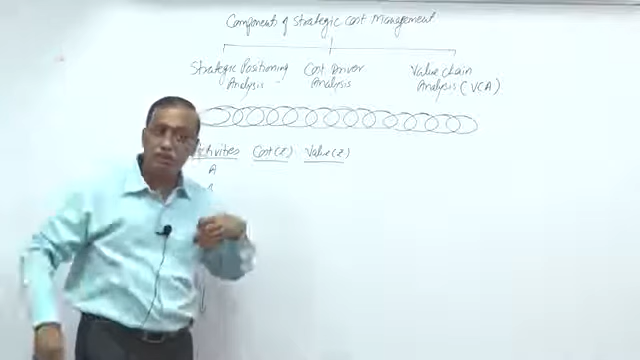 Components of Strategic Cost Management
Strategic Positioning Analysis
Cost Driver Analysis
Value Chain Analysis (VCA)
Activities Cost(₹) Value(₹)
A